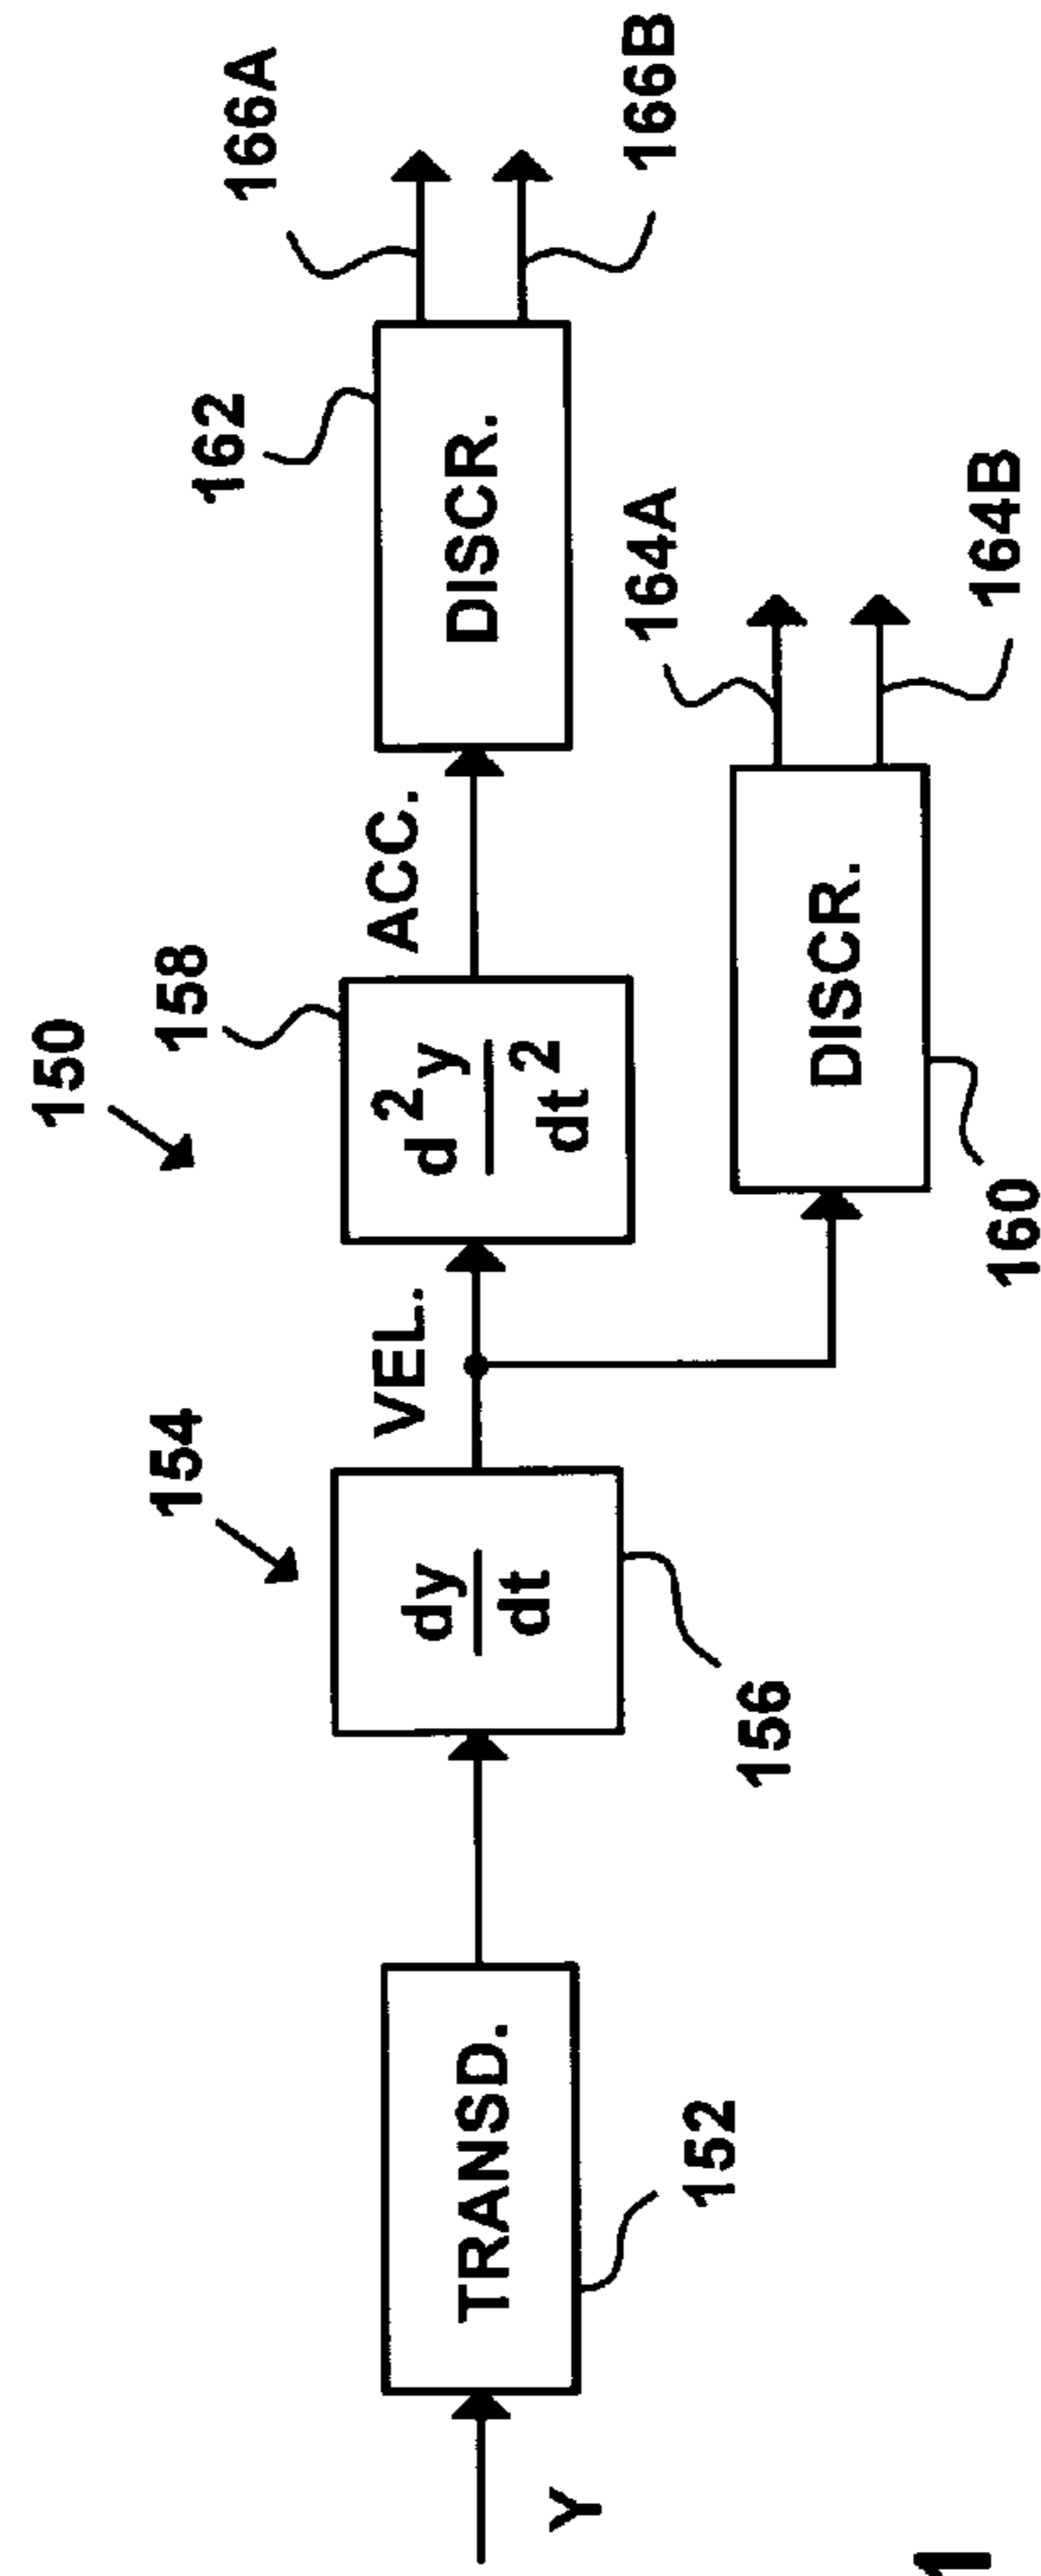 150
154
158
162
166A
VEL.
ACC.
166B
Y
TRANSD.
dy
dt
d²y
dt²
DISCR.
164A
164B
DISCR.
152
156
160
1